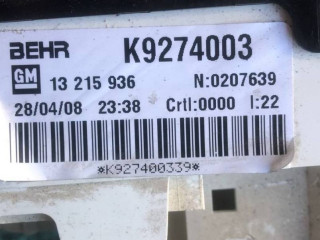 BEHR K9274003
GM 13 215 936 N:0207639
28/04/08 23:38 Crtl:0000 I:22
*K927400339*